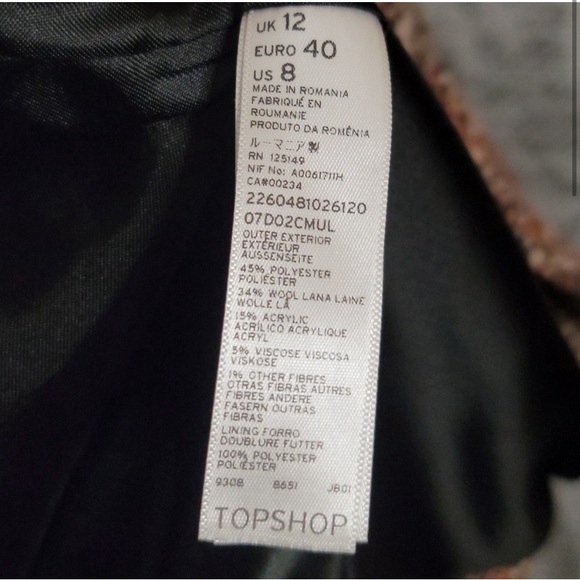 UK 12
EURO 40
US 8
MADE IN ROMANIA
FABRIQUÉ EN
ROUMANIE
PRODUTO DA ROMÊNIA
ルーマニア製
RN 125149
NIF No: A0061711H
CA#00234
2260481026120
07D02CMUL
OUTER EXTERIOR
EXTÉRIEUR
AUSSENSEITE
45% POLYESTER
POLIÉSTER
34% WOOL LANA LAINE
WOLLE LÃ
15% ACRYLIC
ACRÍLICO ACRYLIQUE
ACRYL
5% VISCOSE VISCOSA
VISKOSE
1% OTHER FIBRES
OTRAS FIBRAS AUTRES
FIBRES ANDERE
FASERN OUTRAS
FIBRAS
LINING FORRO
DOUBLURE FUTTER
100% POLYESTER
POLIÉSTER
9308 8651 JB01
TOPSHOP